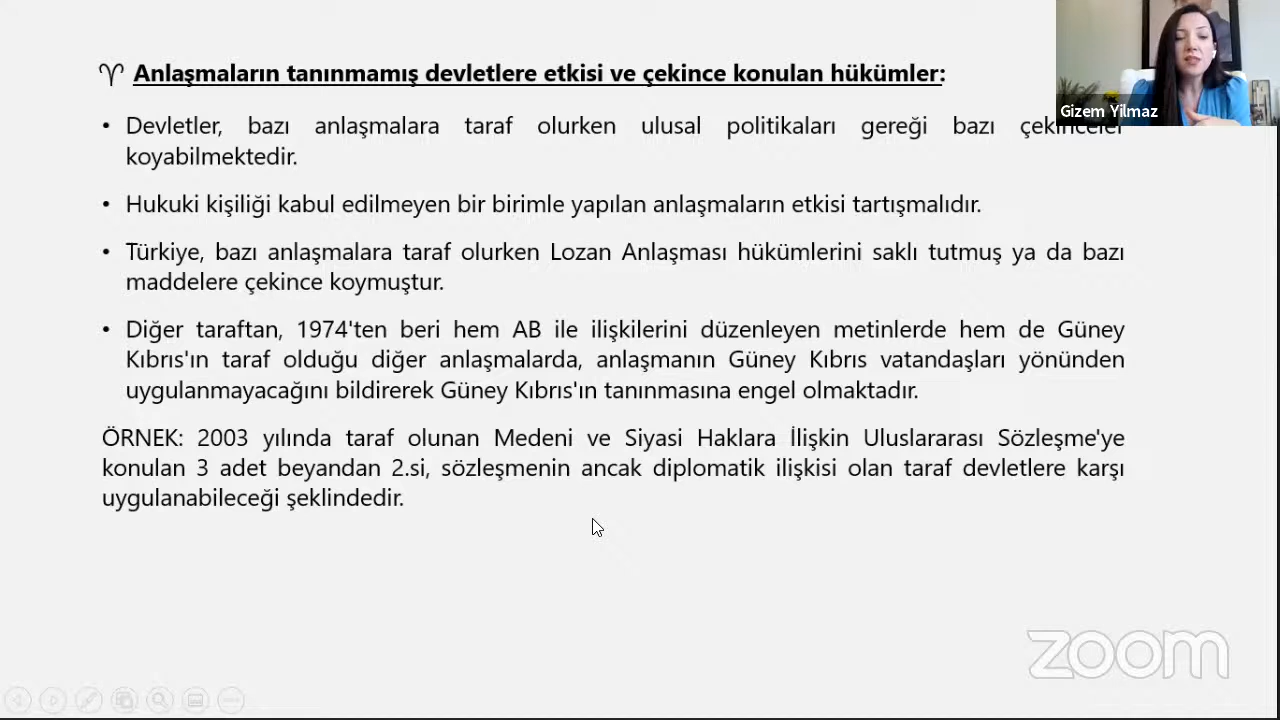 ♈ Anlaşmaların tanınmamış devletlere etkisi ve çekince konulan hükümler:
Gizem Yilmaz
• Devletler, bazı anlaşmalara taraf olurken ulusal politikaları gereği bazı çekinceler
koyabilmektedir.
• Hukuki kişiliği kabul edilmeyen bir birimle yapılan anlaşmaların etkisi tartışmalıdır.
• Türkiye, bazı anlaşmalara taraf olurken Lozan Anlaşması hükümlerini saklı tutmuş ya da bazı
maddelere çekince koymuştur.
• Diğer taraftan, 1974'ten beri hem AB ile ilişkilerini düzenleyen metinlerde hem de Güney
Kıbrıs'ın taraf olduğu diğer anlaşmalarda, anlaşmanın Güney Kıbrıs vatandaşları yönünden
uygulanmayacağını bildirerek Güney Kıbrıs'ın tanınmasına engel olmaktadır.
ÖRNEK: 2003 yılında taraf olunan Medeni ve Siyasi Haklara İlişkin Uluslararası Sözleşme'ye
konulan 3 adet beyandan 2.si, sözleşmenin ancak diplomatik ilişkisi olan taraf devletlere karşı
uygulanabileceği şeklindedir.
zoom